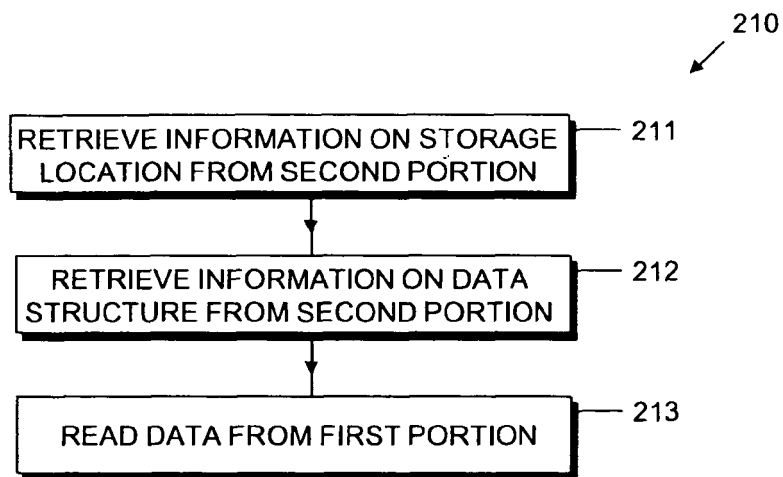 210
RETRIEVE INFORMATION ON STORAGE
LOCATION FROM SECOND PORTION
211
RETRIEVE INFORMATION ON DATA
STRUCTURE FROM SECOND PORTION
212
READ DATA FROM FIRST PORTION
213